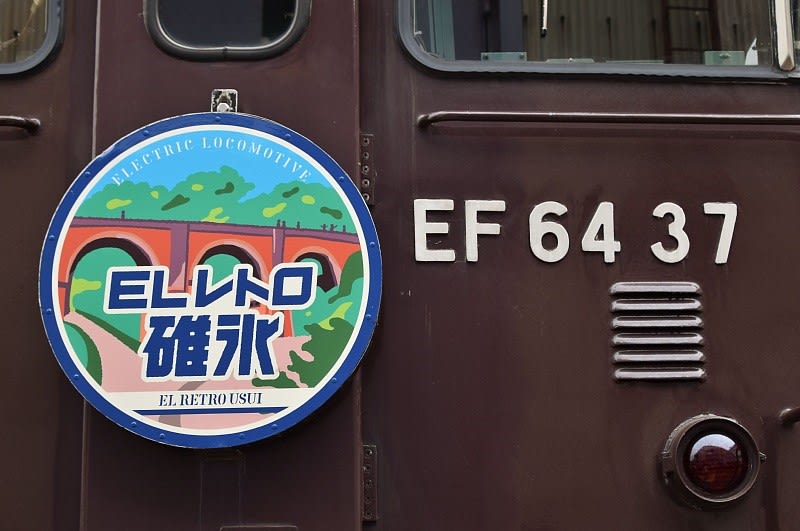 ELECTRIC LOCOMOTIVE
ELレトロ
碓氷
EL RETRO USUI
EF 64 37